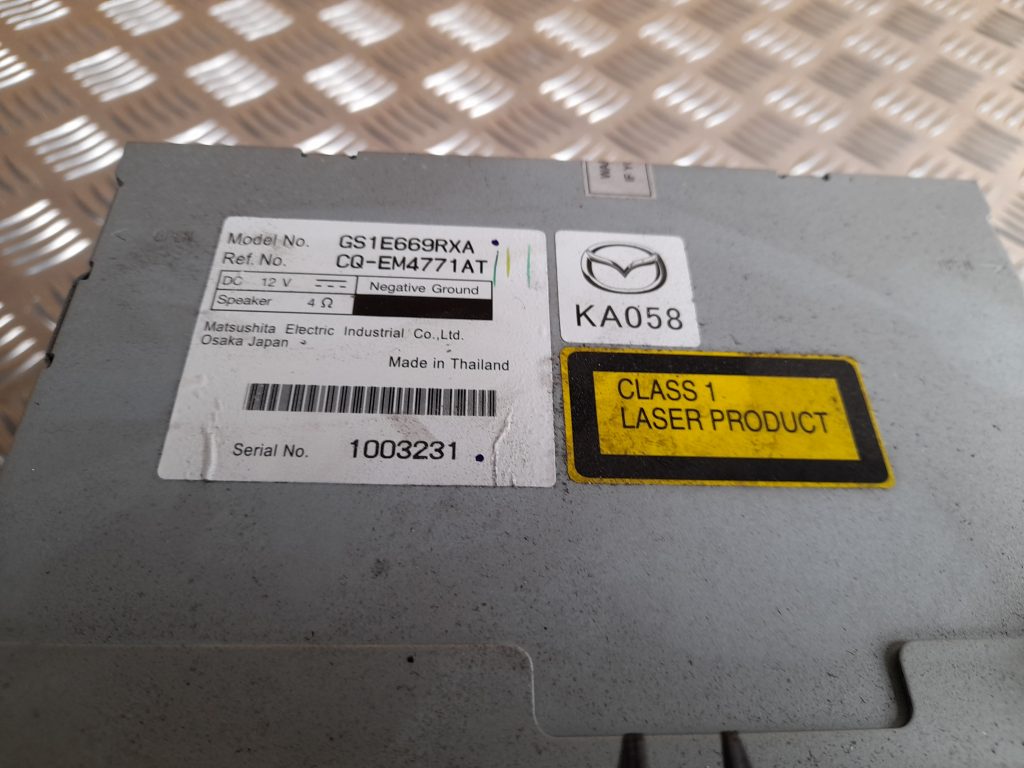 OPEN
Model No. GS1E669RXA
Ref. No. CQ-EM4771AT
DC 12 V Negative Ground
Speaker 4 Ω
Matsushita Electric Industrial Co.,Ltd.
Osaka Japan
Made in Thailand
Serial No. 1003231
KA058
CLASS 1
LASER PRODUCT